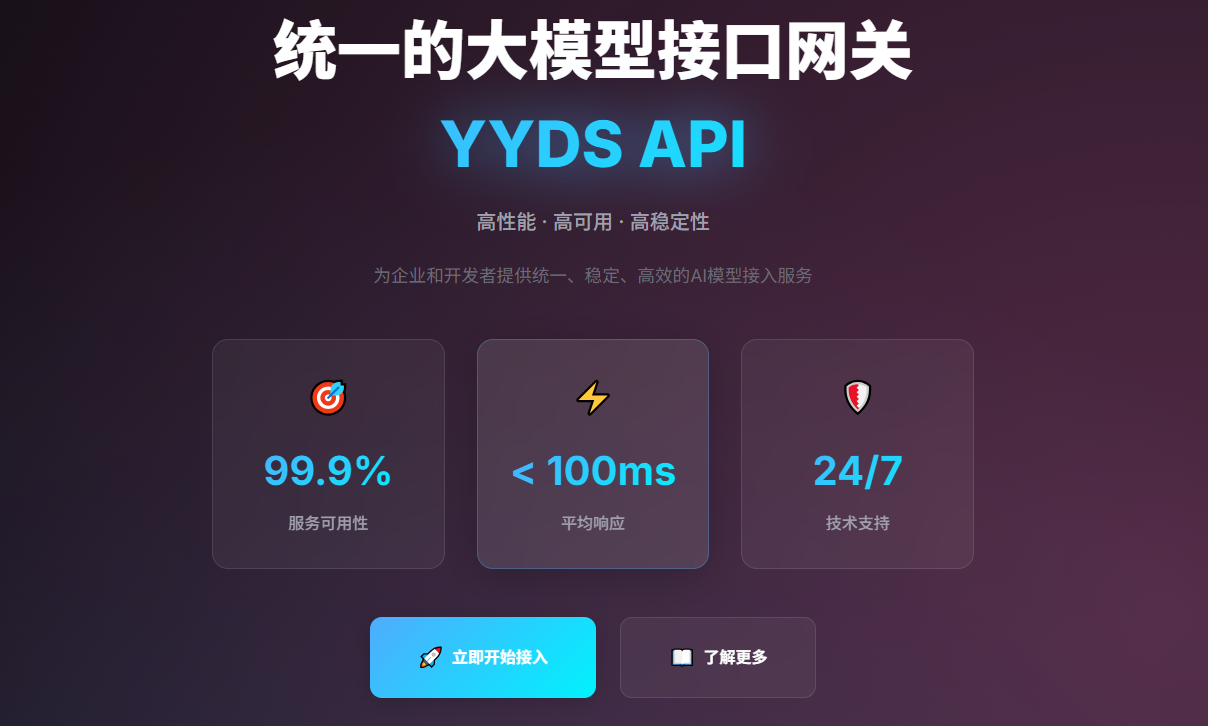 统一的大模型接口网关
YYDS API
高性能 · 高可用 · 高稳定性
为企业和开发者提供统一、稳定、高效的AI模型接入服务
99.9%
服务可用性
< 100ms
平均响应
24/7
技术支持
立即开始接入
了解更多